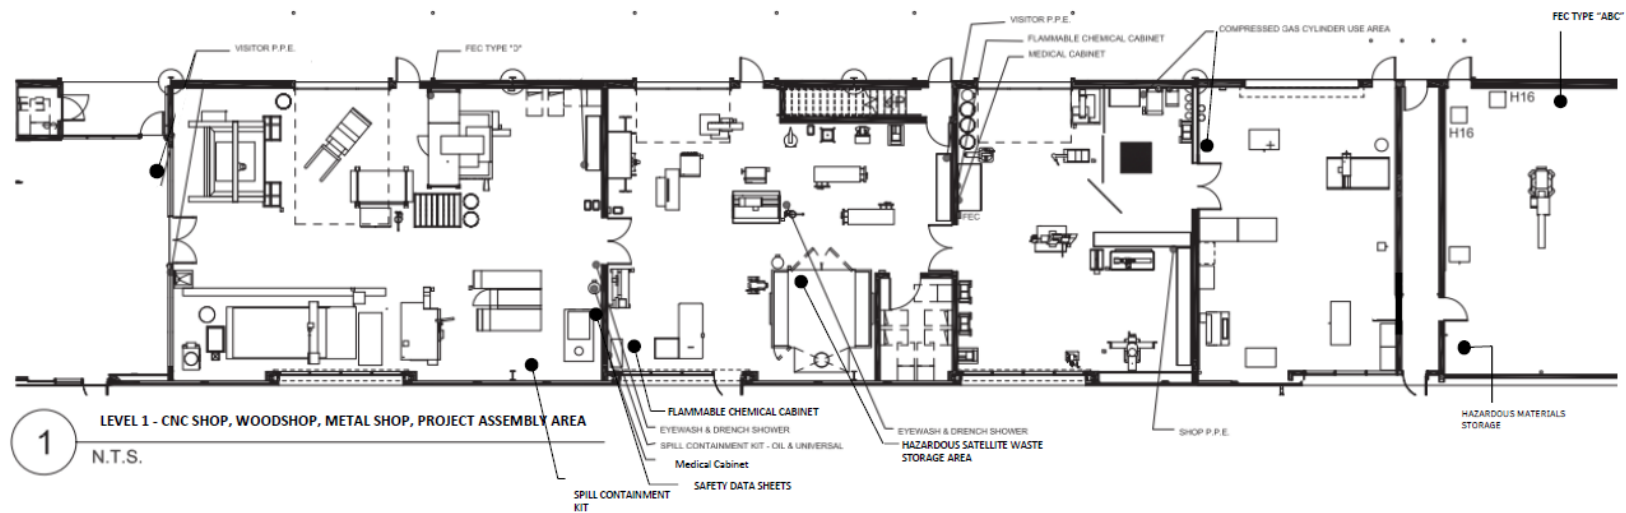 FEC TYPE "ABC"
VISITOR P.P.E.
FLAMMABLE CHEMICAL CABINET
MEDICAL CABINET
COMPRESSED GAS CYLINDER USE AREA
VISITOR P.P.E.
FEC TYPE "D"
H16
H16
FEC
1
LEVEL 1 - CNC SHOP, WOODSHOP, METAL SHOP, PROJECT ASSEMBLY AREA
N.T.S.
FLAMMABLE CHEMICAL CABINET
EYEWASH & DRENCH SHOWER
SPILL CONTAINMENT KIT - OIL & UNIVERSAL
Medical Cabinet
SAFETY DATA SHEETS
SPILL CONTAINMENT
KIT
EYEWASH & DRENCH SHOWER
HAZARDOUS SATELLITE WASTE
STORAGE AREA
SHOP P.P.E.
HAZARDOUS MATERIALS
STORAGE